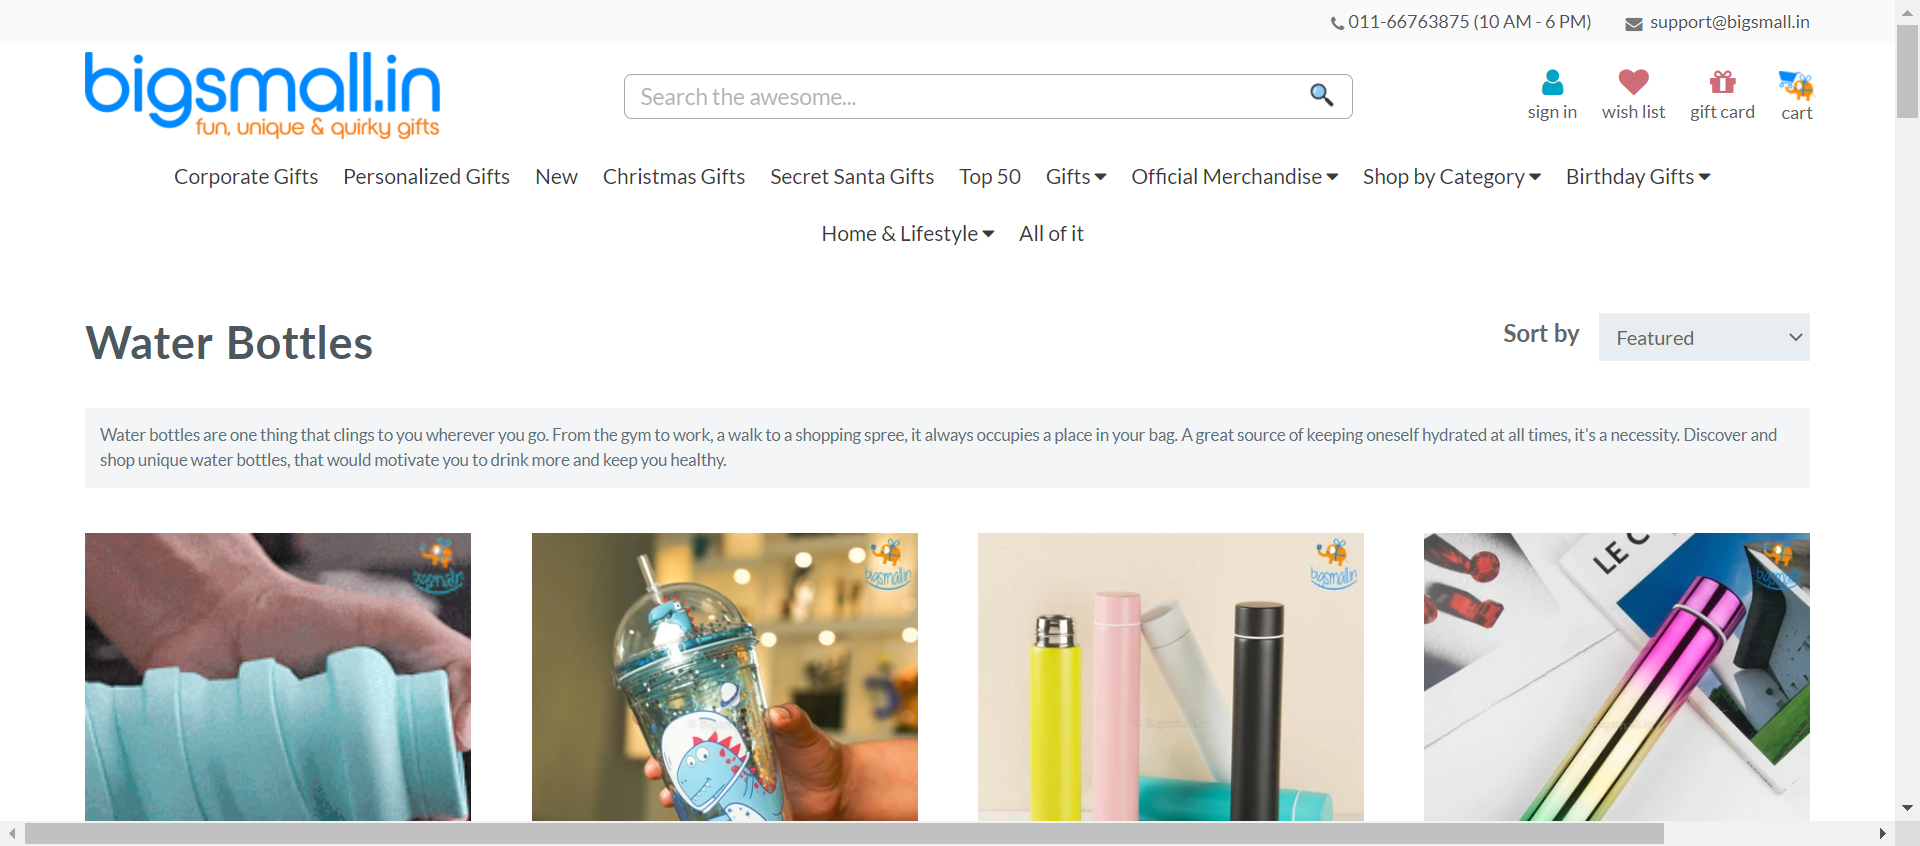 011-66763875 (10 AM - 6 PM) support@bigsmall.in
bigsmall.in
fun, unique & quirky gifts
Search the awesome...
sign in wish list gift card cart
Corporate Gifts Personalized Gifts New Christmas Gifts Secret Santa Gifts Top 50 Gifts Official Merchandise Shop by Category Birthday Gifts
Home & Lifestyle All of it
Water Bottles
Sort by Featured
Water bottles are one thing that clings to you wherever you go. From the gym to work, a walk to a shopping spree, it always occupies a place in your bag. A great source of keeping oneself hydrated at all times, it's a necessity. Discover and
shop unique water bottles, that would motivate you to drink more and keep you healthy.
bigsmall.in
bigsmall.in
bigsmall.in
bigsmall.in
LE C